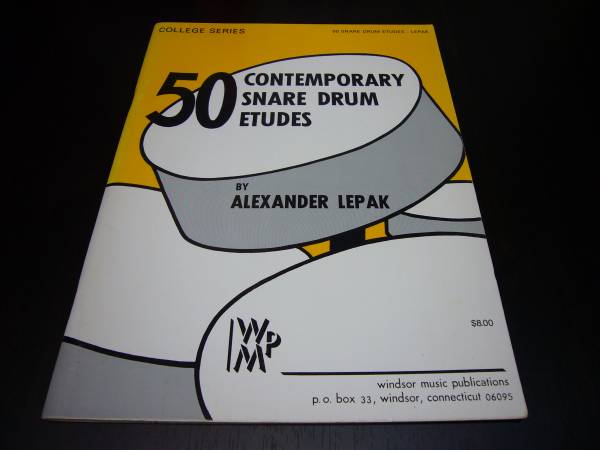 COLLEGE SERIES
50 SNARE DRUM ETUDES - LEPAK
50 CONTEMPORARY
SNARE DRUM
ETUDES
BY
ALEXANDER LEPAK
$8.00
WPM
windsor music publications
p. o. box 33, windsor, connecticut 06095